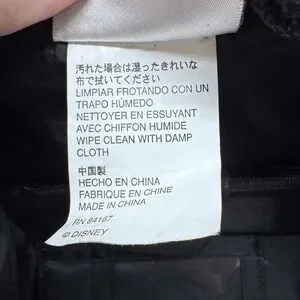 汚れた場合は湿ったきれいな
布で拭いてください
LIMPIAR FROTANDO CON UN
TRAPO HÚMEDO
NETTOYER EN ESSUYANT
AVEC CHIFFON HUMIDE
WIPE CLEAN WITH DAMP
CLOTH
中国製
HECHO EN CHINA
FABRIQUE EN CHINE
MADE IN CHINA
RN 84167
© DISNEY